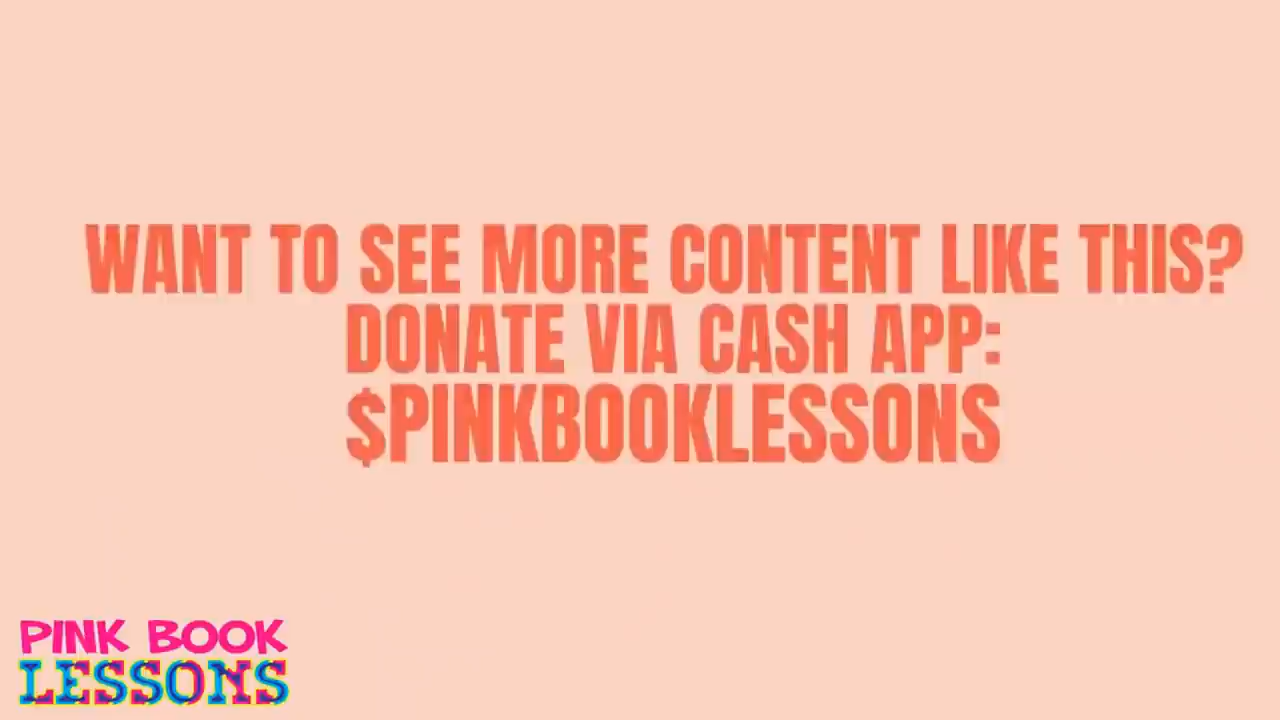 WANT TO SEE MORE CONTENT LIKE THIS?
DONATE VIA CASH APP:
$PINKBOOKLESSONS
PINK BOOK
LESSONS